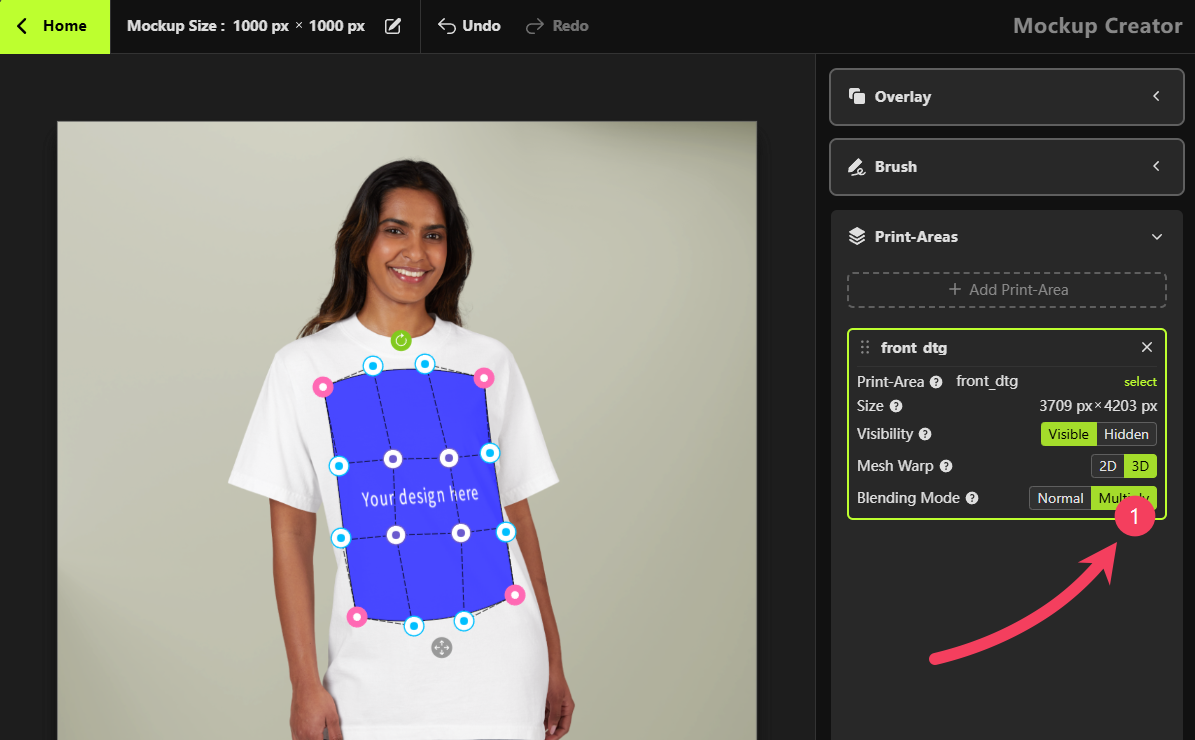 Home
Mockup Size : 1000 px × 1000 px
Undo
Redo
Mockup Creator
Overlay
Brush
Print-Areas
+ Add Print-Area
front dtg
Print-Area ? front_dtg select
Size ? 3709 px×4203 px
Visibility ? Visible Hidden
Mesh Warp ? 2D 3D
Blending Mode ? Normal Multiply
1
Your design here